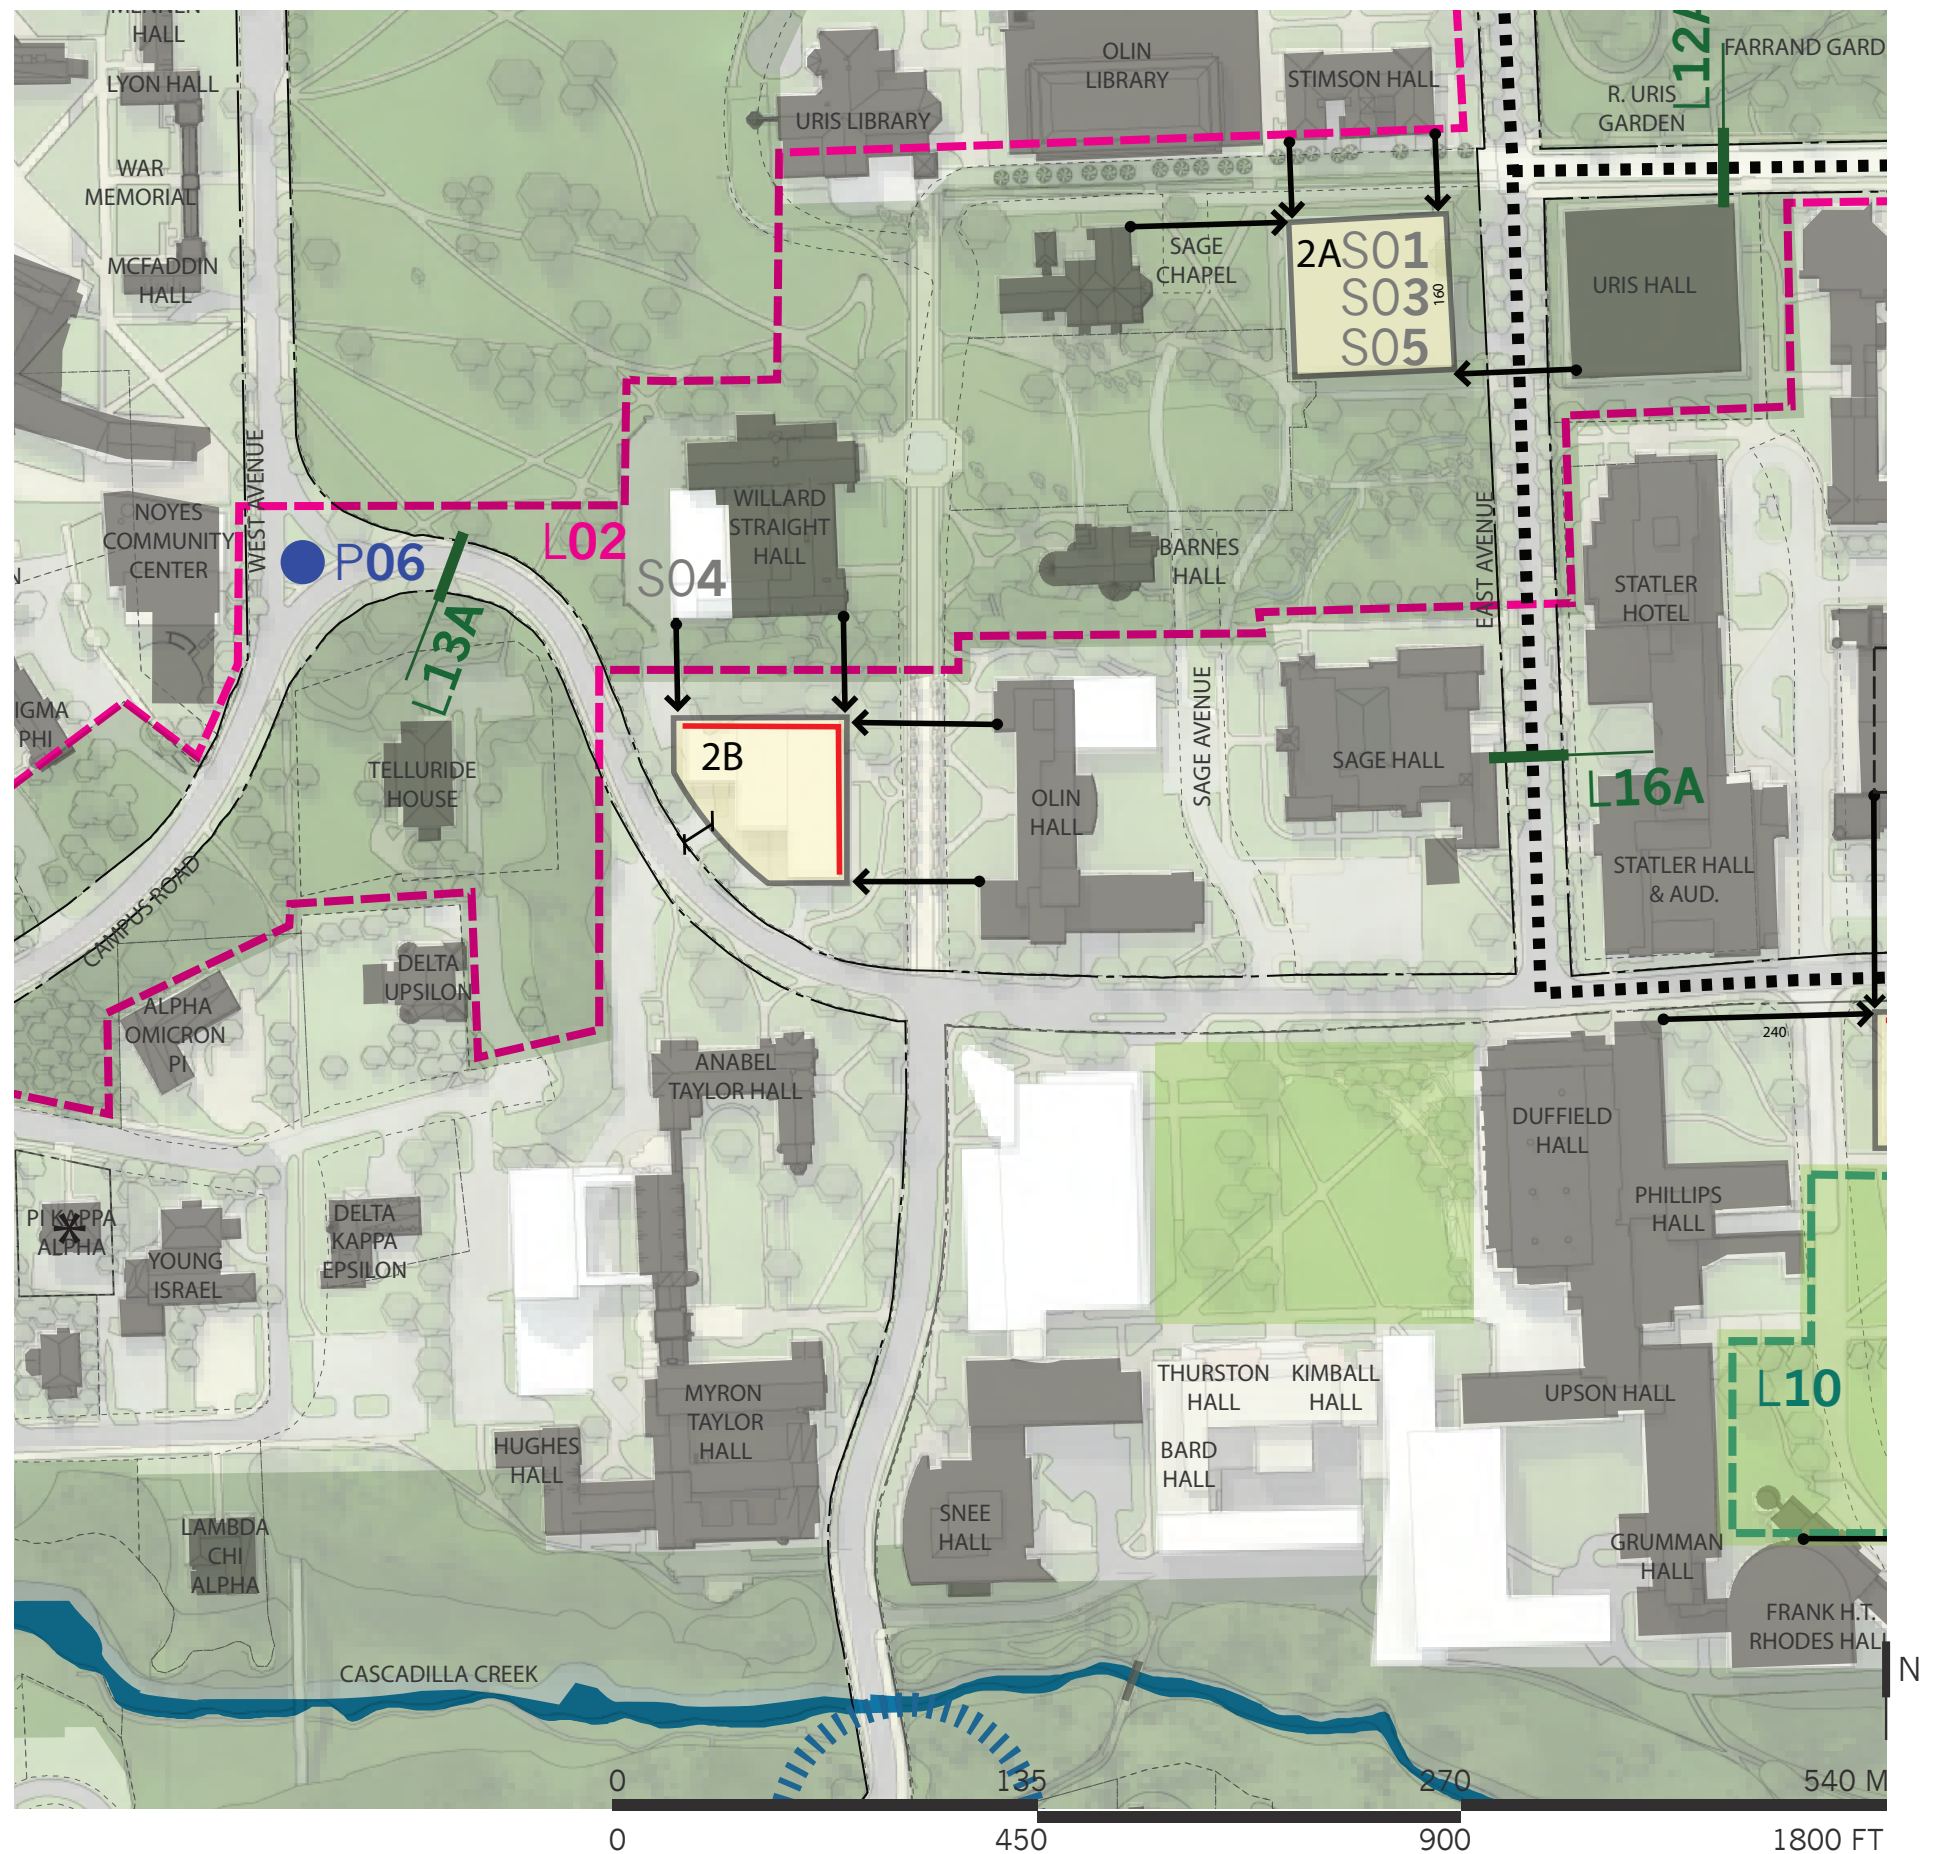 HALL
LYON HALL
WAR
MEMORIAL
MCFADDIN
HALL
URIS LIBRARY
OLIN
LIBRARY
STIMSON HALL
L12A
FARRAND GARD
R. URIS
GARDEN
SAGE
CHAPEL
2A
S01
S03
S05
160
URIS HALL
WEST AVENUE
NOYES
COMMUNITY
CENTER
P06
L02
S04
WILLARD
STRAIGHT
HALL
BARNES
HALL
EAST AVENUE
STATLER
HOTEL
L13A
IGMA
PHI
TELLURIDE
HOUSE
2B
OLIN
HALL
SAGE AVENUE
SAGE HALL
L16A
STATLER HALL
& AUD.
CAMPUS ROAD
DELTA
UPSILON
ALPHA
OMICRON
PI
ANABEL
TAYLOR HALL
240
DUFFIELD
HALL
PHILLIPS
HALL
PI KAPPA
ALPHA
YOUNG
ISRAEL
DELTA
KAPPA
EPSILON
THURSTON
HALL
KIMBALL
HALL
UPSON HALL
L10
MYRON
TAYLOR
HALL
HUGHES
HALL
BARD
HALL
SNEE
HALL
GRUMMAN
HALL
LAMBDA
CHI
ALPHA
FRANK H.T.
RHODES HALL
CASCADILLA CREEK
N
0 135 270 540 M
0 450 900 1800 FT